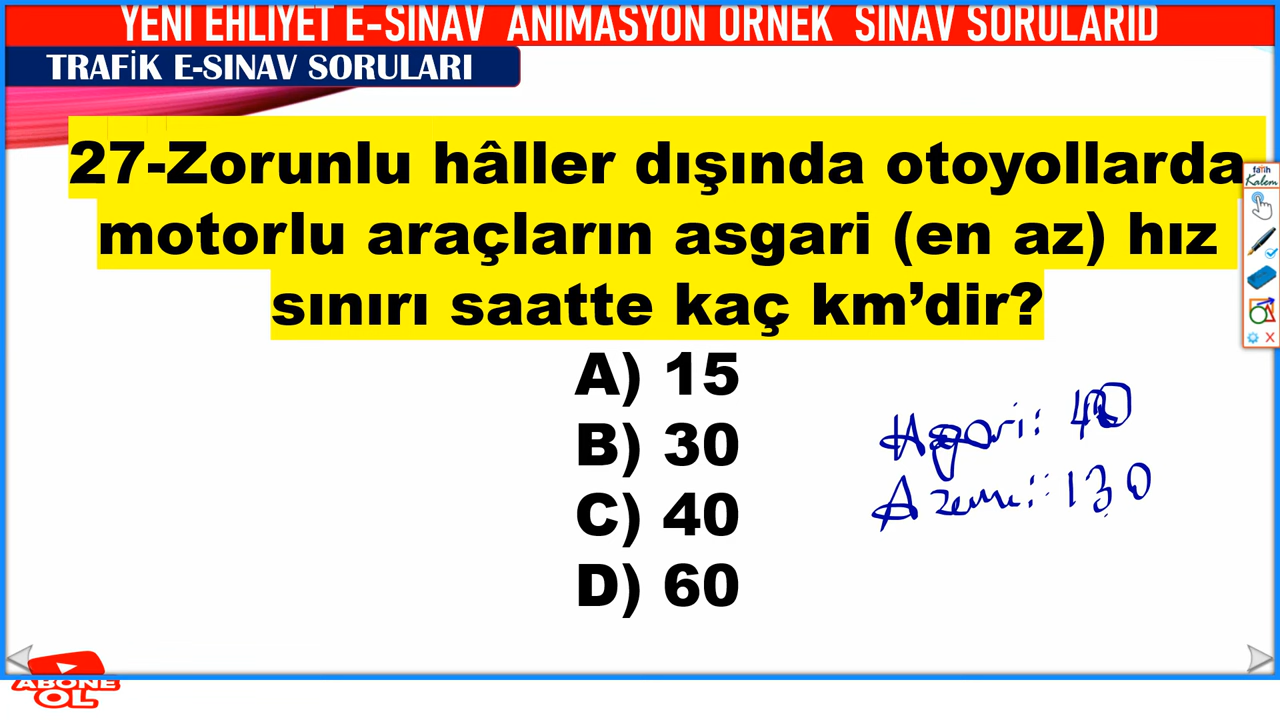 YENİ EHLİYET E-SINAV ANİMASYON ÖRNEK SINAV SORULARID
TRAFİK E-SINAV SORULARI
27-Zorunlu hâller dışında otoyollarda
motorlu araçların asgari (en az) hız
sınırı saatte kaç km’dir?
A) 15
B) 30
C) 40
D) 60
Asgari: 40
Azami: 130
fatih
Kalem
ABONE
OL